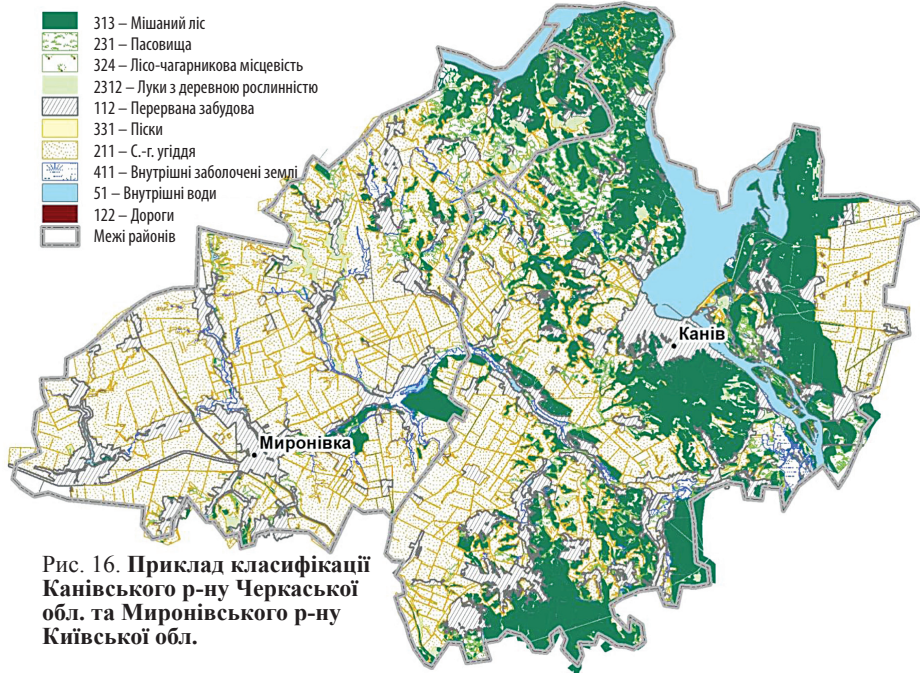 313 – Мішаний ліс
231 – Пасовища
324 – Лісо-чагарникова місцевість
2312 – Луки з деревною рослинністю
112 – Перервана забудова
331 – Піски
211 – С.-г. угіддя
411 – Внутрішні заболочені землі
51 – Внутрішні води
122 – Дороги
Межі районів
Канів
Миронівка
Рис. 16. Приклад класифікації
Канівського р-ну Черкаської
обл. та Миронівського р-ну
Київської обл.